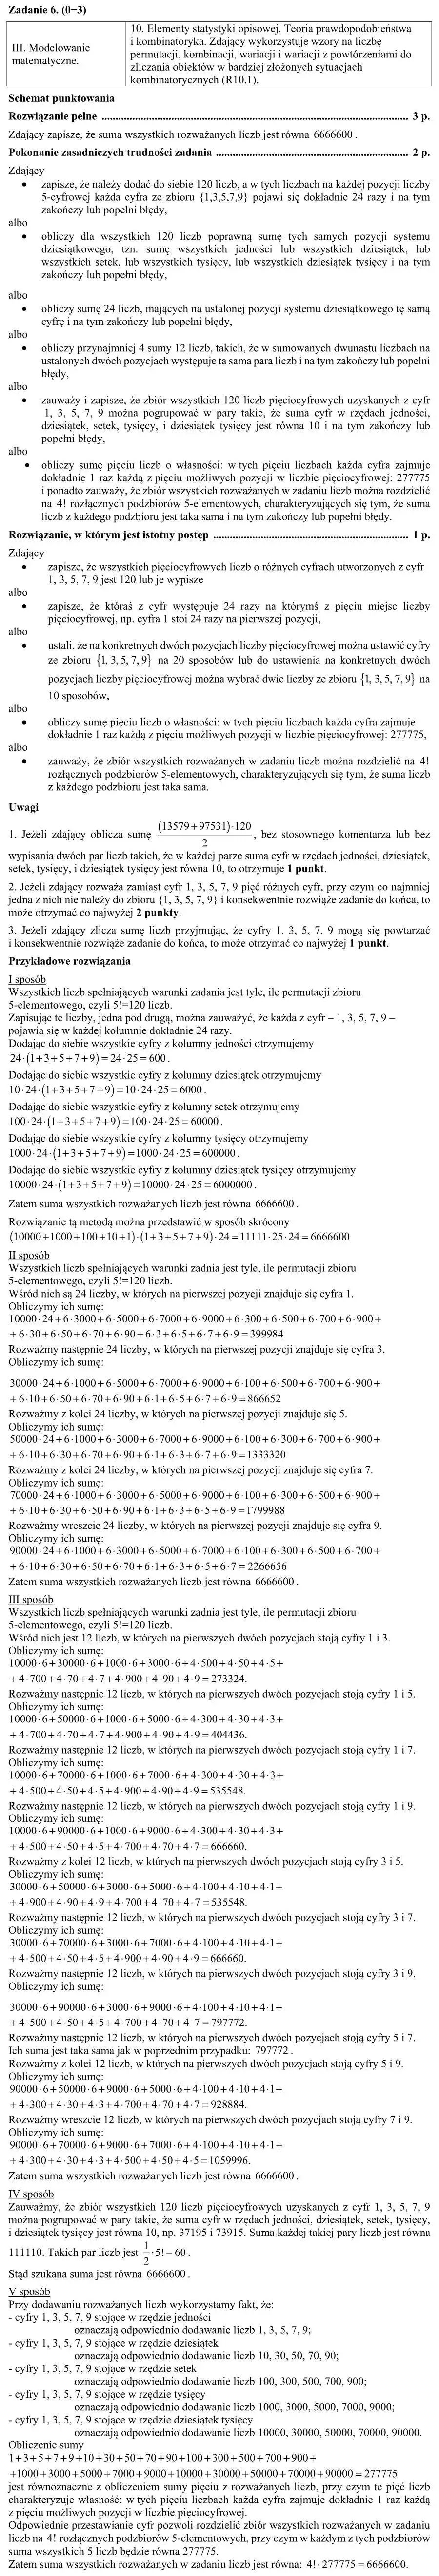 Zadanie 6. (0−3)
III. Modelowanie matematyczne.
10. Elementy statystyki opisowej. Teoria prawdopodobieństwa
i kombinatoryka. Zdający wykorzystuje wzory na liczbę
permutacji, kombinacji, wariacji i wariacji z powtórzeniami do
zliczania obiektów w bardziej złożonych sytuacjach
kombinatorycznych (R10.1).
Schemat punktowania
Rozwiązanie pełne ........................................................................................................ 3 p.
Zdający zapisze, że suma wszystkich rozważanych liczb jest równa 6666600 .
Pokonanie zasadniczych trudności zadania ................................................................ 2 p.
Zdający
• zapisze, że należy dodać do siebie 120 liczb, a w tych liczbach na każdej pozycji liczby
5-cyfrowej każda cyfra ze zbioru {1,3,5,7,9} pojawi się dokładnie 24 razy i na tym
zakończy lub popełni błędy,
albo
• obliczy dla wszystkich 120 liczb poprawną sumę tych samych pozycji systemu
dziesiątkowego, tzn. sumę wszystkich jedności lub wszystkich dziesiątek, lub
wszystkich setek, lub wszystkich tysięcy, lub wszystkich dziesiątek tysięcy i na tym
zakończy lub popełni błędy,
albo
• obliczy sumę 24 liczb, mających na ustalonej pozycji systemu dziesiątkowego tę samą
cyfrę i na tym zakończy lub popełni błędy,
albo
• obliczy przynajmniej 4 sumy 12 liczb, takich, że w sumowanych dwunastu liczbach na
ustalonych dwóch pozycjach występuje ta sama para liczb i na tym zakończy lub popełni
błędy,
albo
• zauważy i zapisze, że zbiór wszystkich 120 liczb pięciocyfrowych uzyskanych z cyfr
1, 3, 5, 7, 9 można pogrupować w pary takie, że suma cyfr w rzędach jedności,
dziesiątek, setek, tysięcy, i dziesiątek tysięcy jest równa 10 i na tym zakończy lub
popełni błędy,
albo
• obliczy sumę pięciu liczb o własności: w tych pięciu liczbach każda cyfra zajmuje
dokładnie 1 raz każdą z pięciu możliwych pozycji w liczbie pięciocyfrowej: 277775
i ponadto zauważy, że zbiór wszystkich rozważanych w zadaniu liczb można rozdzielić
na 4! rozłącznych podzbiorów 5-elementowych, charakteryzujących się tym, że suma
liczb z każdego podzbioru jest taka sama i na tym zakończy lub popełni błędy.
Rozwiązanie, w którym jest istotny postęp ................................................................ 1 p.
Zdający
• zapisze, że wszystkich pięciocyfrowych liczb o różnych cyfrach utworzonych z cyfr
1, 3, 5, 7, 9 jest 120 lub je wypisze
albo
• zapisze, że któraś z cyfr występuje 24 razy na którymś z pięciu miejsc liczby
pięciocyfrowej, np. cyfra 1 stoi 24 razy na pierwszej pozycji,
albo
• ustali, że na konkretnych dwóch pozycjach liczby pięciocyfrowej można ustawić cyfry
ze zbioru {1, 3, 5, 7, 9} na 20 sposobów lub do ustawienia na konkretnych dwóch
pozycjach liczby pięciocyfrowej można wybrać dwie liczby ze zbioru {1, 3, 5, 7, 9} na
10 sposobów,
albo
• obliczy sumę pięciu liczb o własności: w tych pięciu liczbach każda cyfra zajmuje
dokładnie 1 raz każdą z pięciu możliwych pozycji w liczbie pięciocyfrowej: 277775,
albo
• zauważy, że zbiór wszystkich rozważanych w zadaniu liczb można rozdzielić na 4!
rozłącznych podzbiorów 5-elementowych, charakteryzujących się tym, że suma liczb
z każdego podzbioru jest taka sama.
Uwagi
1. Jeżeli zdający oblicza sumę (13579+97531)·120 / 2 , bez stosownego komentarza lub bez
wypisania dwóch par liczb takich, że w każdej parze suma cyfr w rzędach jedności, dziesiątek,
setek, tysięcy, i dziesiątek tysięcy jest równa 10, to otrzymuje 1 punkt.
2. Jeżeli zdający rozważa zamiast cyfr 1, 3, 5, 7, 9 pięć różnych cyfr, przy czym co najmniej
jedna z nich nie należy do zbioru {1, 3, 5, 7, 9} i konsekwentnie rozwiąże zadanie do końca, to
może otrzymać co najwyżej 2 punkty.
3. Jeżeli zdający zlicza sumę liczb przyjmując, że cyfry 1, 3, 5, 7, 9 mogą się powtarzać
i konsekwentnie rozwiąże zadanie do końca, to może otrzymać co najwyżej 1 punkt.
Przykładowe rozwiązania
I sposób
Wszystkich liczb spełniających warunki zadania jest tyle, ile permutacji zbioru
5-elementowego, czyli 5!=120 liczb.
Zapisując te liczby, jedna pod drugą, można zauważyć, że każda z cyfr – 1, 3, 5, 7, 9 –
pojawia się w każdej kolumnie dokładnie 24 razy.
Dodając do siebie wszystkie cyfry z kolumny jedności otrzymujemy
24·(1+3+5+7+9)=24·25=600 .
Dodając do siebie wszystkie cyfry z kolumny dziesiątek otrzymujemy
10·24·(1+3+5+7+9)=10·24·25=6000 .
Dodając do siebie wszystkie cyfry z kolumny setek otrzymujemy
100·24·(1+3+5+7+9)=100·24·25=60000 .
Dodając do siebie wszystkie cyfry z kolumny tysięcy otrzymujemy
1000·24·(1+3+5+7+9)=1000·24·25=600000 .
Dodając do siebie wszystkie cyfry z kolumny dziesiątek tysięcy otrzymujemy
10000·24·(1+3+5+7+9)=10000·24·25=6000000 .
Zatem suma wszystkich rozważanych liczb jest równa 6666600 .
Rozwiązanie tą metodą można przedstawić w sposób skrócony
(10000+1000+100+10+1)·(1+3+5+7+9)·24=11111·25·24=6666600
II sposób
Wszystkich liczb spełniających warunki zadnia jest tyle, ile permutacji zbioru
5-elementowego, czyli 5!=120 liczb.
Wśród nich są 24 liczby, w których na pierwszej pozycji znajduje się cyfra 1.
Obliczymy ich sumę:
10000·24+6·3000+6·5000+6·7000+6·9000+6·300+6·500+6·700+6·900+
+6·30+6·50+6·70+6·90+6·3+6·5+6·7+6·9=399984
Rozważmy następnie 24 liczby, w których na pierwszej pozycji znajduje się cyfra 3.
Obliczymy ich sumę:
30000·24+6·1000+6·5000+6·7000+6·9000+6·100+6·500+6·700+6·900+
+6·10+6·50+6·70+6·90+6·1+6·5+6·7+6·9=866652
Rozważmy z kolei 24 liczby, w których na pierwszej pozycji znajduje się 5.
Obliczymy ich sumę:
50000·24+6·1000+6·3000+6·7000+6·9000+6·100+6·300+6·700+6·900+
+6·10+6·30+6·70+6·90+6·1+6·3+6·7+6·9=1333320
Rozważmy z kolei 24 liczby, w których na pierwszej pozycji znajduje się cyfra 7.
Obliczymy ich sumę:
70000·24+6·1000+6·3000+6·5000+6·9000+6·100+6·300+6·500+6·900+
+6·10+6·30+6·50+6·90+6·1+6·3+6·5+6·9=1799988
Rozważmy wreszcie 24 liczby, w których na pierwszej pozycji znajduje się cyfra 9.
Obliczymy ich sumę:
90000·24+6·1000+6·3000+6·5000+6·7000+6·100+6·300+6·500+6·700+
+6·10+6·30+6·50+6·70+6·1+6·3+6·5+6·7=2266656
Zatem suma wszystkich rozważanych liczb jest równa 6666600 .
III sposób
Wszystkich liczb spełniających warunki zadnia jest tyle, ile permutacji zbioru
5-elementowego, czyli 5!=120 liczb.
Wśród nich jest 12 liczb, w których na pierwszych dwóch pozycjach stoją cyfry 1 i 3.
Obliczymy ich sumę:
10000·6+30000·6+1000·6+3000·6+4·500+4·50+4·5+
+4·700+4·70+4·7+4·900+4·90+4·9=273324.
Rozważmy następnie 12 liczb, w których na pierwszych dwóch pozycjach stoją cyfry 1 i 5.
Obliczymy ich sumę:
10000·6+50000·6+1000·6+5000·6+4·300+4·30+4·3+
+4·700+4·70+4·7+4·900+4·90+4·9=404436.
Rozważmy następnie 12 liczb, w których na pierwszych dwóch pozycjach stoją cyfry 1 i 7.
Obliczymy ich sumę:
10000·6+70000·6+1000·6+7000·6+4·300+4·30+4·3+
+4·500+4·50+4·5+4·900+4·90+4·9=535548.
Rozważmy następnie 12 liczb, w których na pierwszych dwóch pozycjach stoją cyfry 1 i 9.
Obliczymy ich sumę:
10000·6+90000·6+1000·6+9000·6+4·300+4·30+4·3+
+4·500+4·50+4·5+4·700+4·70+4·7=666660.
Rozważmy z kolei 12 liczb, w których na pierwszych dwóch pozycjach stoją cyfry 3 i 5.
Obliczymy ich sumę:
30000·6+50000·6+3000·6+5000·6+4·100+4·10+4·1+
+4·900+4·90+4·9+4·700+4·70+4·7=535548.
Rozważmy następnie 12 liczb, w których na pierwszych dwóch pozycjach stoją cyfry 3 i 7.
Obliczymy ich sumę:
30000·6+70000·6+3000·6+7000·6+4·100+4·10+4·1+
+4·500+4·50+4·5+4·900+4·90+4·9=666660.
Rozważmy następnie 12 liczb, w których na pierwszych dwóch pozycjach stoją cyfry 3 i 9.
Obliczymy ich sumę:
30000·6+90000·6+3000·6+9000·6+4·100+4·10+4·1+
+4·500+4·50+4·5+4·700+4·70+4·7=797772.
Rozważmy następnie 12 liczb, w których na pierwszych dwóch pozycjach stoją cyfry 5 i 7.
Ich suma jest taka sama jak w poprzednim przypadku: 797772 .
Rozważmy z kolei 12 liczb, w których na pierwszych dwóch pozycjach stoją cyfry 5 i 9.
Obliczymy ich sumę:
90000·6+50000·6+9000·6+5000·6+4·100+4·10+4·1+
+4·300+4·30+4·3+4·700+4·70+4·7=928884.
Rozważmy wreszcie 12 liczb, w których na pierwszych dwóch pozycjach stoją cyfry 7 i 9.
Obliczymy ich sumę:
90000·6+70000·6+9000·6+7000·6+4·100+4·10+4·1+
+4·300+4·30+4·3+4·500+4·50+4·5=1059996.
Zatem suma wszystkich rozważanych liczb jest równa 6666600 .
IV sposób
Zauważmy, że zbiór wszystkich 120 liczb pięciocyfrowych uzyskanych z cyfr 1, 3, 5, 7, 9
można pogrupować w pary takie, że suma cyfr w rzędach jedności, dziesiątek, setek, tysięcy,
i dziesiątek tysięcy jest równa 10, np. 37195 i 73915. Suma każdej takiej pary liczb jest równa
111110. Takich par liczb jest 1/2 ·5!=60 .
Stąd szukana suma jest równa 6666600 .
V sposób
Przy dodawaniu rozważanych liczb wykorzystamy fakt, że:
- cyfry 1, 3, 5, 7, 9 stojące w rzędzie jedności
oznaczają odpowiednio dodawanie liczb 1, 3, 5, 7, 9;
- cyfry 1, 3, 5, 7, 9 stojące w rzędzie dziesiątek
oznaczają odpowiednio dodawanie liczb 10, 30, 50, 70, 90;
- cyfry 1, 3, 5, 7, 9 stojące w rzędzie setek
oznaczają odpowiednio dodawanie liczb 100, 300, 500, 700, 900;
- cyfry 1, 3, 5, 7, 9 stojące w rzędzie tysięcy
oznaczają odpowiednio dodawanie liczb 1000, 3000, 5000, 7000, 9000;
- cyfry 1, 3, 5, 7, 9 stojące w rzędzie dziesiątek tysięcy
oznaczają odpowiednio dodawanie liczb 10000, 30000, 50000, 70000, 90000.
Obliczenie sumy
1+3+5+7+9+10+30+50+70+90+100+300+500+700+900+
+1000+3000+5000+7000+9000+10000+30000+50000+70000+90000=277775
jest równoznaczne z obliczeniem sumy pięciu z rozważanych liczb, przy czym te pięć liczb
charakteryzuje własność: w tych pięciu liczbach każda cyfra zajmuje dokładnie 1 raz każdą
z pięciu możliwych pozycji w liczbie pięciocyfrowej.
Odpowiednie przestawianie cyfr pozwoli rozdzielić zbiór wszystkich rozważanych w zadaniu
liczb na 4! rozłącznych podzbiorów 5-elementowych, przy czym w każdym z tych podzbiorów
suma wszystkich 5 liczb będzie równa 277775.
Zatem suma wszystkich rozważanych w zadaniu liczb jest równa: 4!·277775=6666600.